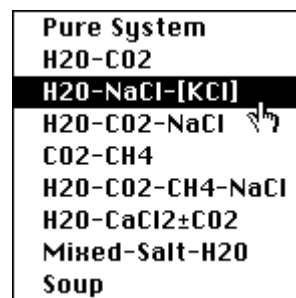 Pure System
H2O-CO2
H2O-NaCl-[KCl]
H2O-CO2-NaCl
CO2-CH4
H2O-CO2-CH4-NaCl
H2O-CaCl2±CO2
Mixed-Salt-H2O
Soup